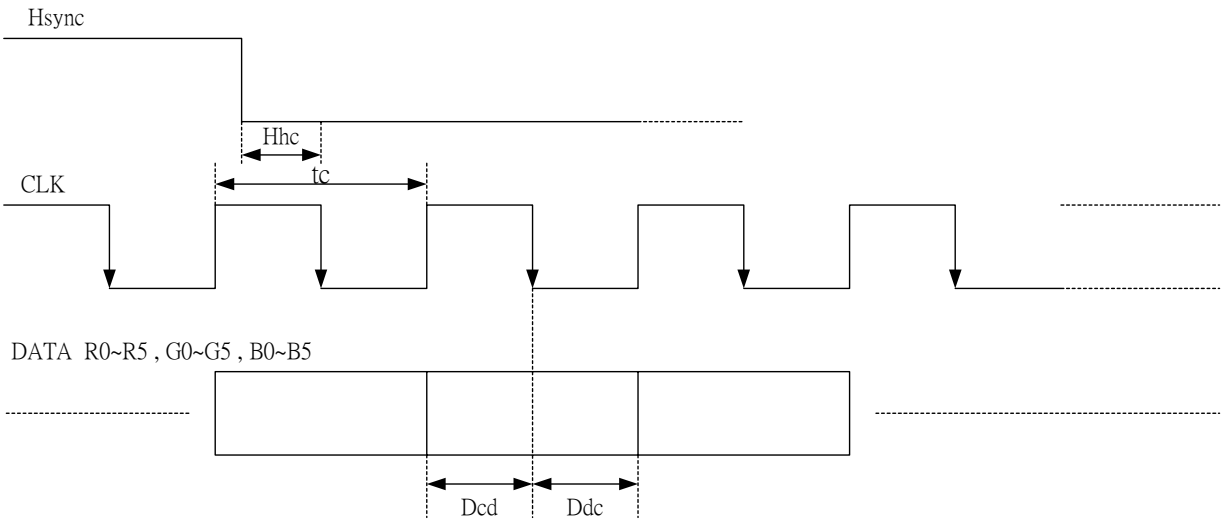 Hsync
Hhc
tc
CLK
DATA R0~R5 , G0~G5 , B0~B5
Dcd Ddc